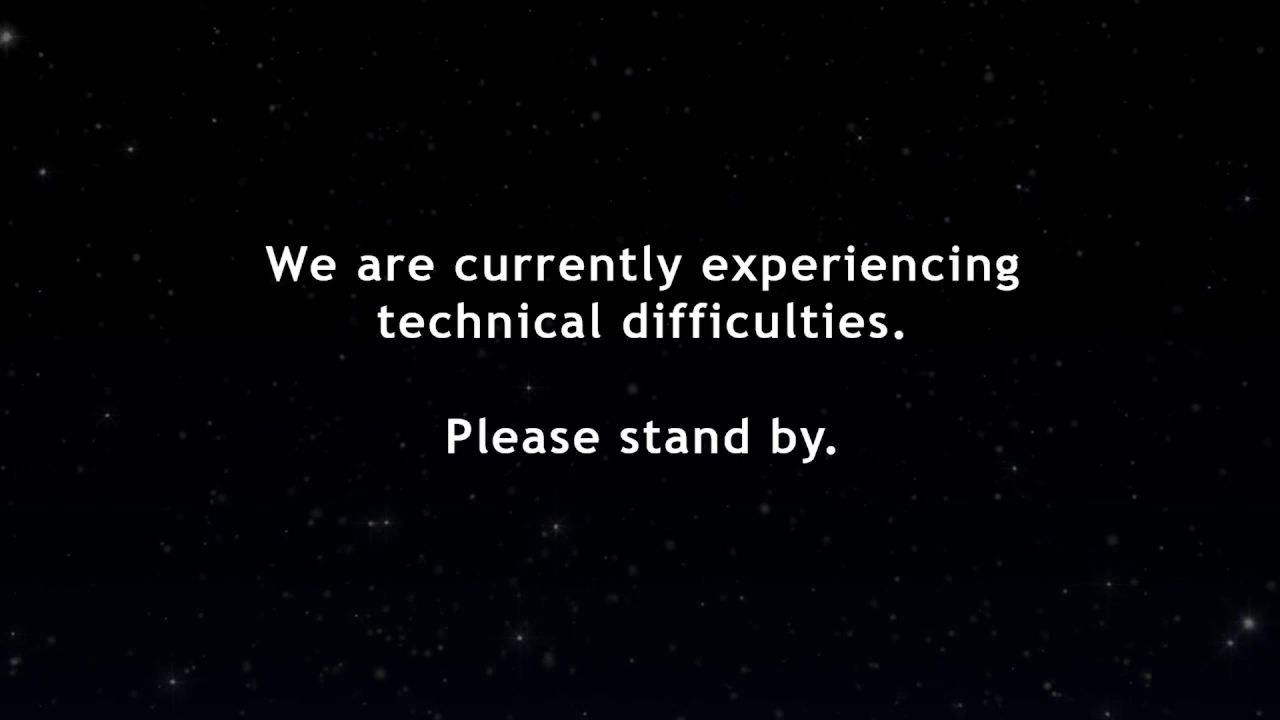 We are currently experiencing
technical difficulties.
Please stand by.